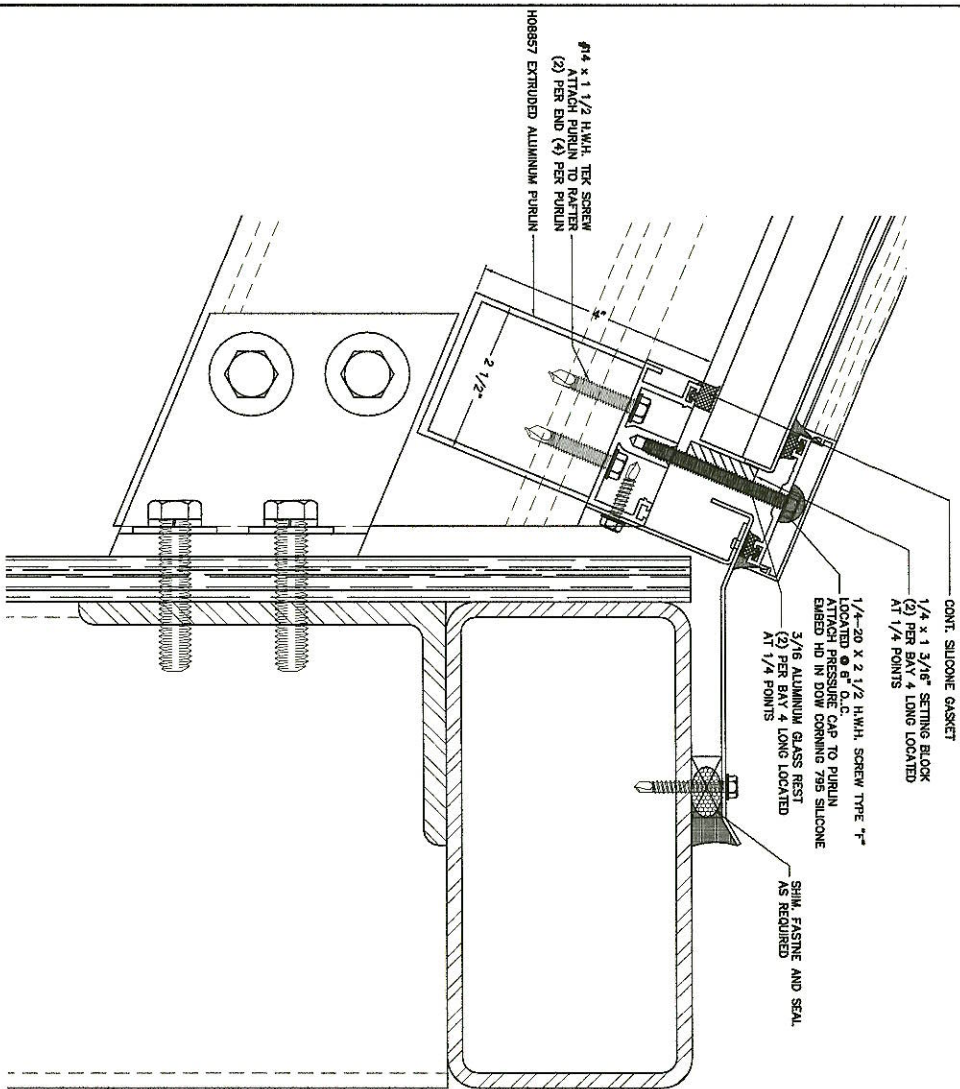 CONT. SILICONE GASKET
1/4 x 1 3/16" SETTING BLOCK
(2) PER BAY 4 LONG LOCATED
AT 1/4 POINTS
1/4-20 X 2 1/2 H.W.H. SCREW TYPE "F"
LOCATED @ 6" O.C.
ATTACH PRESSURE CAP TO PURLIN
EMBED HD IN DOW CORNING 795 SILICONE
3/16 ALUMINUM GLASS REST
(2) PER BAY 4 LONG LOCATED
AT 1/4 POINTS
SHIM, FASTNE AND SEAL
AS REQUIRED
#14 x 1 1/2 H.W.H. TEK SCREW
ATTACH PURLIN TO RAFTER
(2) PER END (4) PER PURLIN
H08857 EXTRUDED ALUMINUM PURLIN
4"
2 1/2"